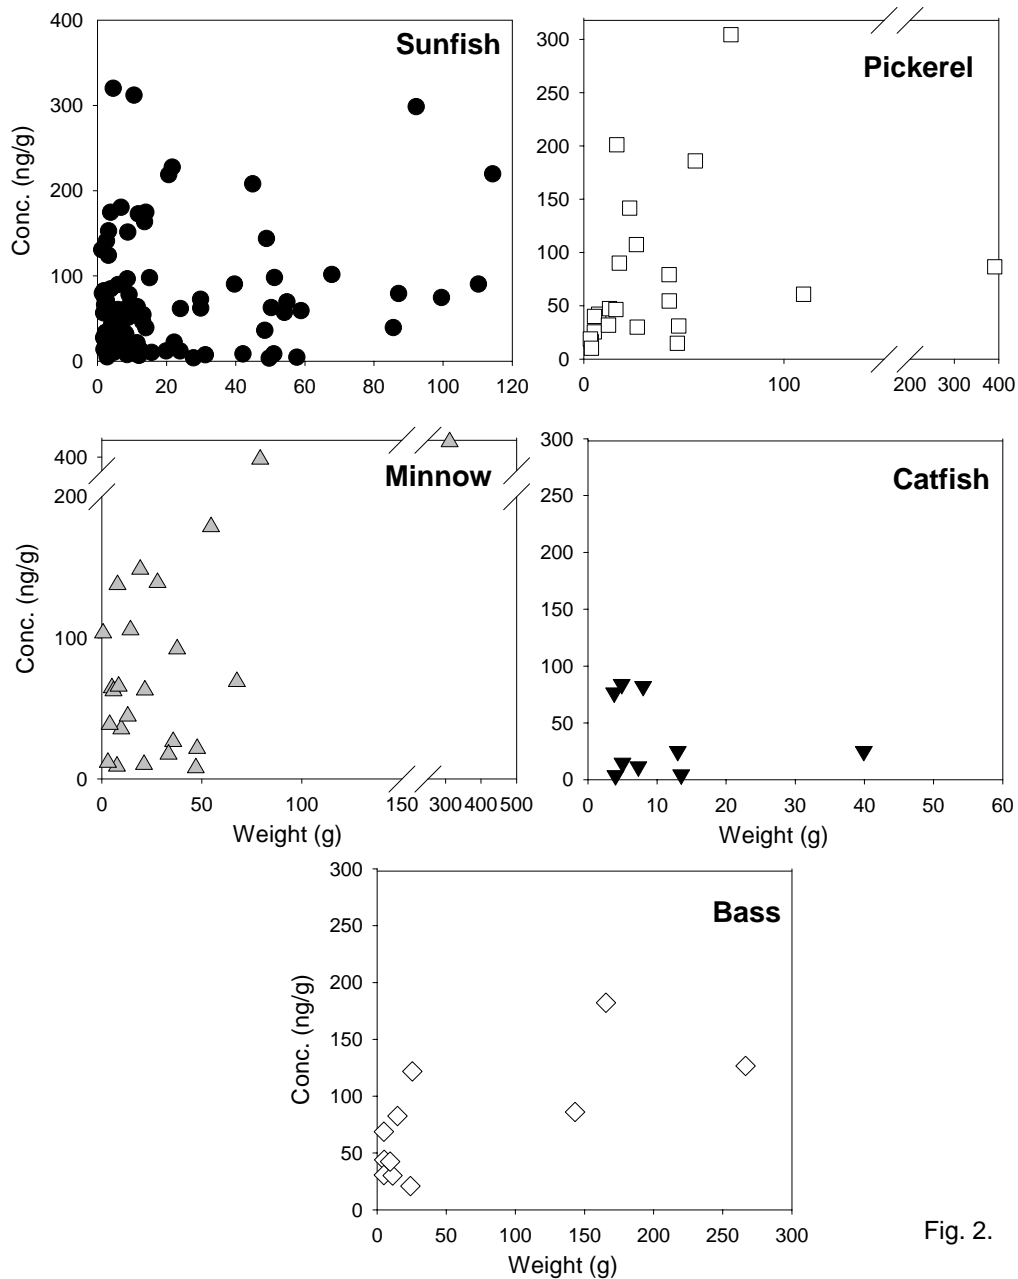 400
300
200
100
0
Conc. (ng/g)
Sunfish
0 20 40 60 80 100 120
300
250
200
150
100
50
0
Pickerel
0 100 200 300 400
400
200
100
0
Conc. (ng/g)
Minnow
0 50 100 150 300 400 500
Weight (g)
300
250
200
150
100
50
0
Catfish
0 10 20 30 40 50 60
Weight (g)
300
250
200
150
100
50
0
Conc. (ng/g)
Bass
0 50 100 150 200 250 300
Weight (g)
Fig. 2.